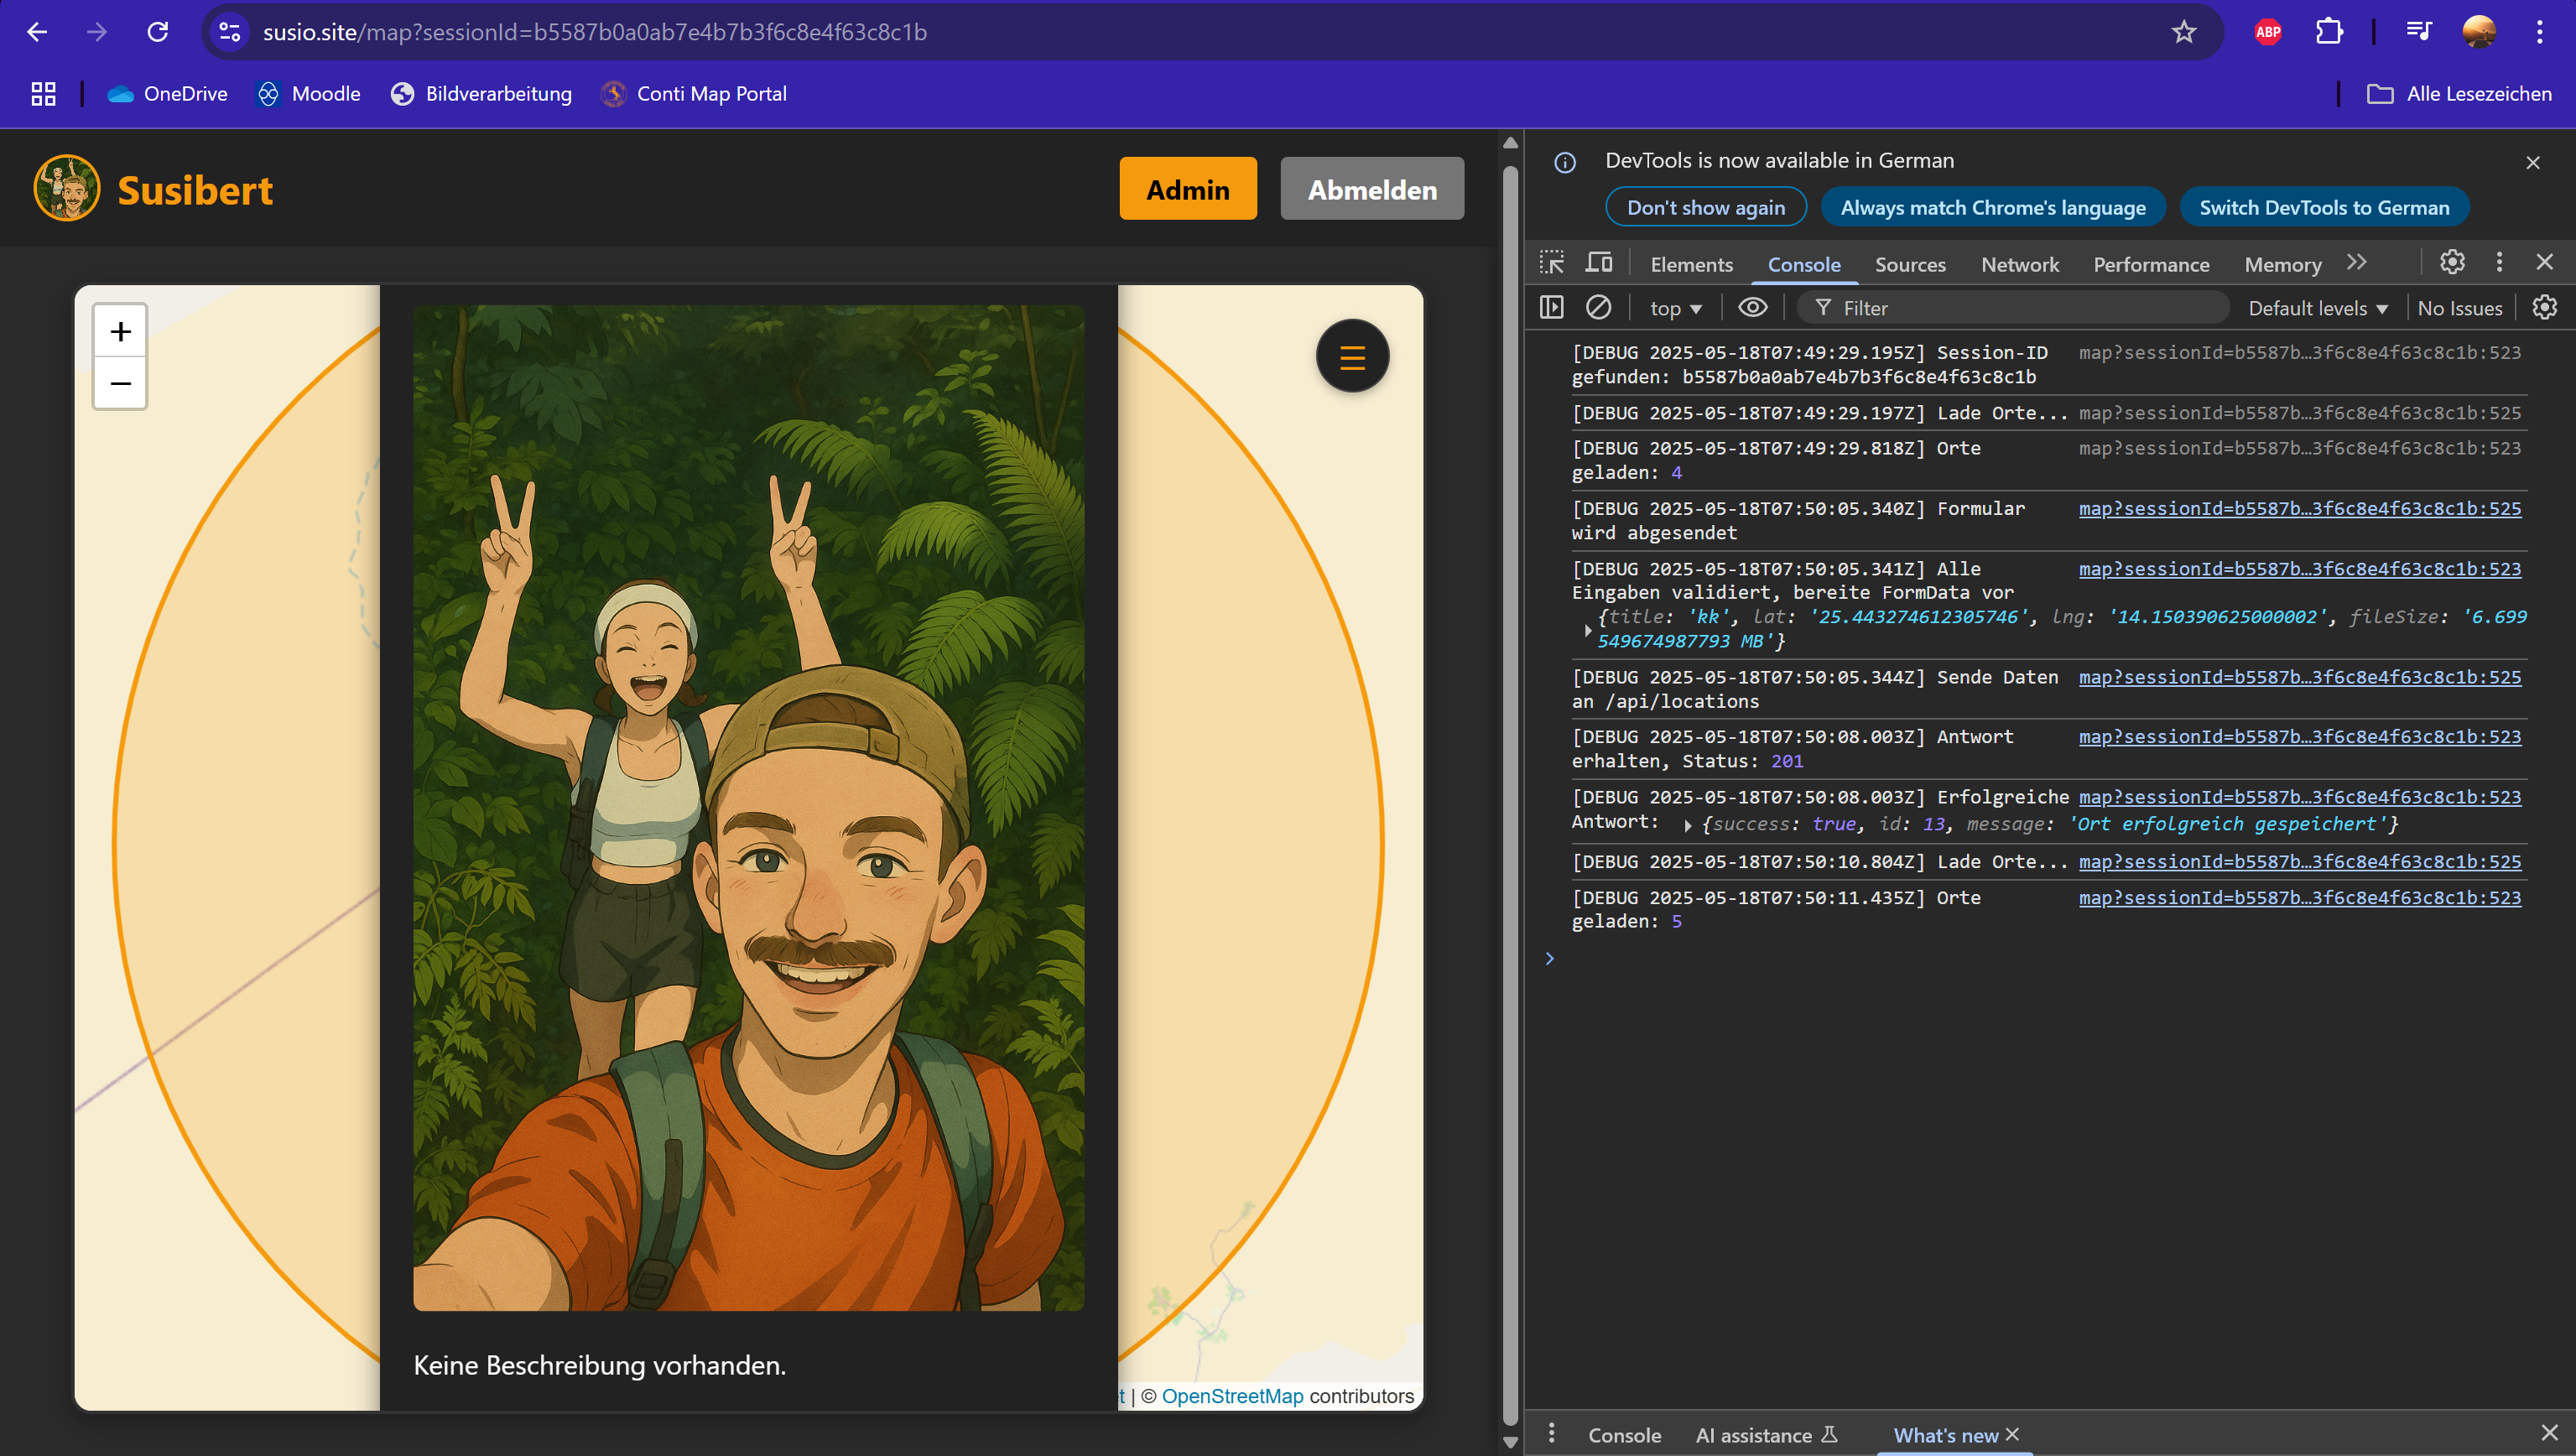 susio.site/map?sessionId=b5587b0a0ab7e4b7b3f6c8e4f63c8c1b
ABP
OneDrive
Moodle
Bildverarbeitung
Conti Map Portal
Alle Lesezeichen
Susibert
Admin
Abmelden
+
−
Keine Beschreibung vorhanden.
t | © OpenStreetMap contributors
DevTools is now available in German
Don't show again
Always match Chrome's language
Switch DevTools to German
Elements
Console
Sources
Network
Performance
Memory
top
Filter
Default levels
No Issues
[DEBUG 2025-05-18T07:49:29.195Z] Session-ID map?sessionId=b5587b…3f6c8e4f63c8c1b:523
gefunden: b5587b0a0ab7e4b7b3f6c8e4f63c8c1b
[DEBUG 2025-05-18T07:49:29.197Z] Lade Orte... map?sessionId=b5587b…3f6c8e4f63c8c1b:525
[DEBUG 2025-05-18T07:49:29.818Z] Orte map?sessionId=b5587b…3f6c8e4f63c8c1b:523
geladen: 4
[DEBUG 2025-05-18T07:50:05.340Z] Formular map?sessionId=b5587b…3f6c8e4f63c8c1b:525
wird abgesendet
[DEBUG 2025-05-18T07:50:05.341Z] Alle map?sessionId=b5587b…3f6c8e4f63c8c1b:523
Eingaben validiert, bereite FormData vor
{title: 'kk', lat: '25.443274612305746', lng: '14.150390625000002', fileSize: '6.699
549674987793 MB'}
[DEBUG 2025-05-18T07:50:05.344Z] Sende Daten map?sessionId=b5587b…3f6c8e4f63c8c1b:525
an /api/locations
[DEBUG 2025-05-18T07:50:08.003Z] Antwort map?sessionId=b5587b…3f6c8e4f63c8c1b:523
erhalten, Status: 201
[DEBUG 2025-05-18T07:50:08.003Z] Erfolgreiche map?sessionId=b5587b…3f6c8e4f63c8c1b:523
Antwort: {success: true, id: 13, message: 'Ort erfolgreich gespeichert'}
[DEBUG 2025-05-18T07:50:10.804Z] Lade Orte... map?sessionId=b5587b…3f6c8e4f63c8c1b:525
[DEBUG 2025-05-18T07:50:11.435Z] Orte map?sessionId=b5587b…3f6c8e4f63c8c1b:523
geladen: 5
Console
AI assistance
What's new